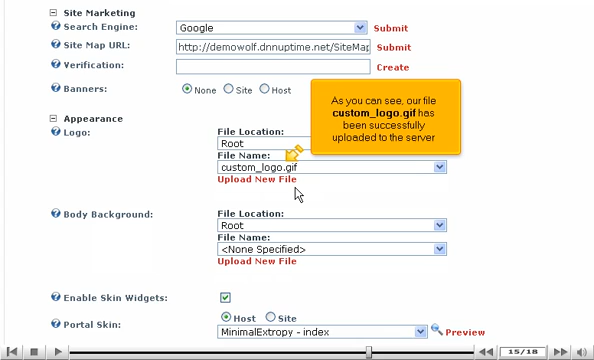 Site Marketing
Search Engine: Google Submit
Site Map URL: http://demowolf.dnnuptime.net/SiteMap Submit
Verification: Create
Banners: None Site Host
As you can see, our file
custom_logo.gif has
been successfully
uploaded to the server
Appearance
Logo: File Location:
Root
File Name:
custom_logo.gif
Upload New File
Body Background: File Location:
Root
File Name:
<None Specified>
Upload New File
Enable Skin Widgets:
Host Site
Portal Skin: MinimalExtropy - index Preview
15/18